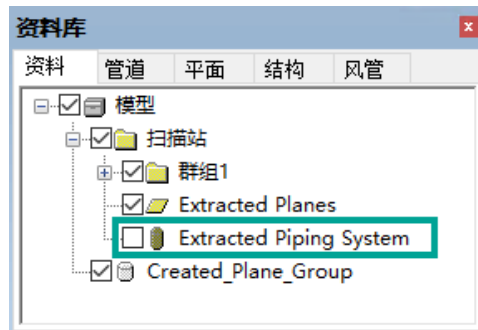 资料库
资料 管道 平面 结构 风管
模型
扫描站
群组1
Extracted Planes
Extracted Piping System
Created_Plane_Group